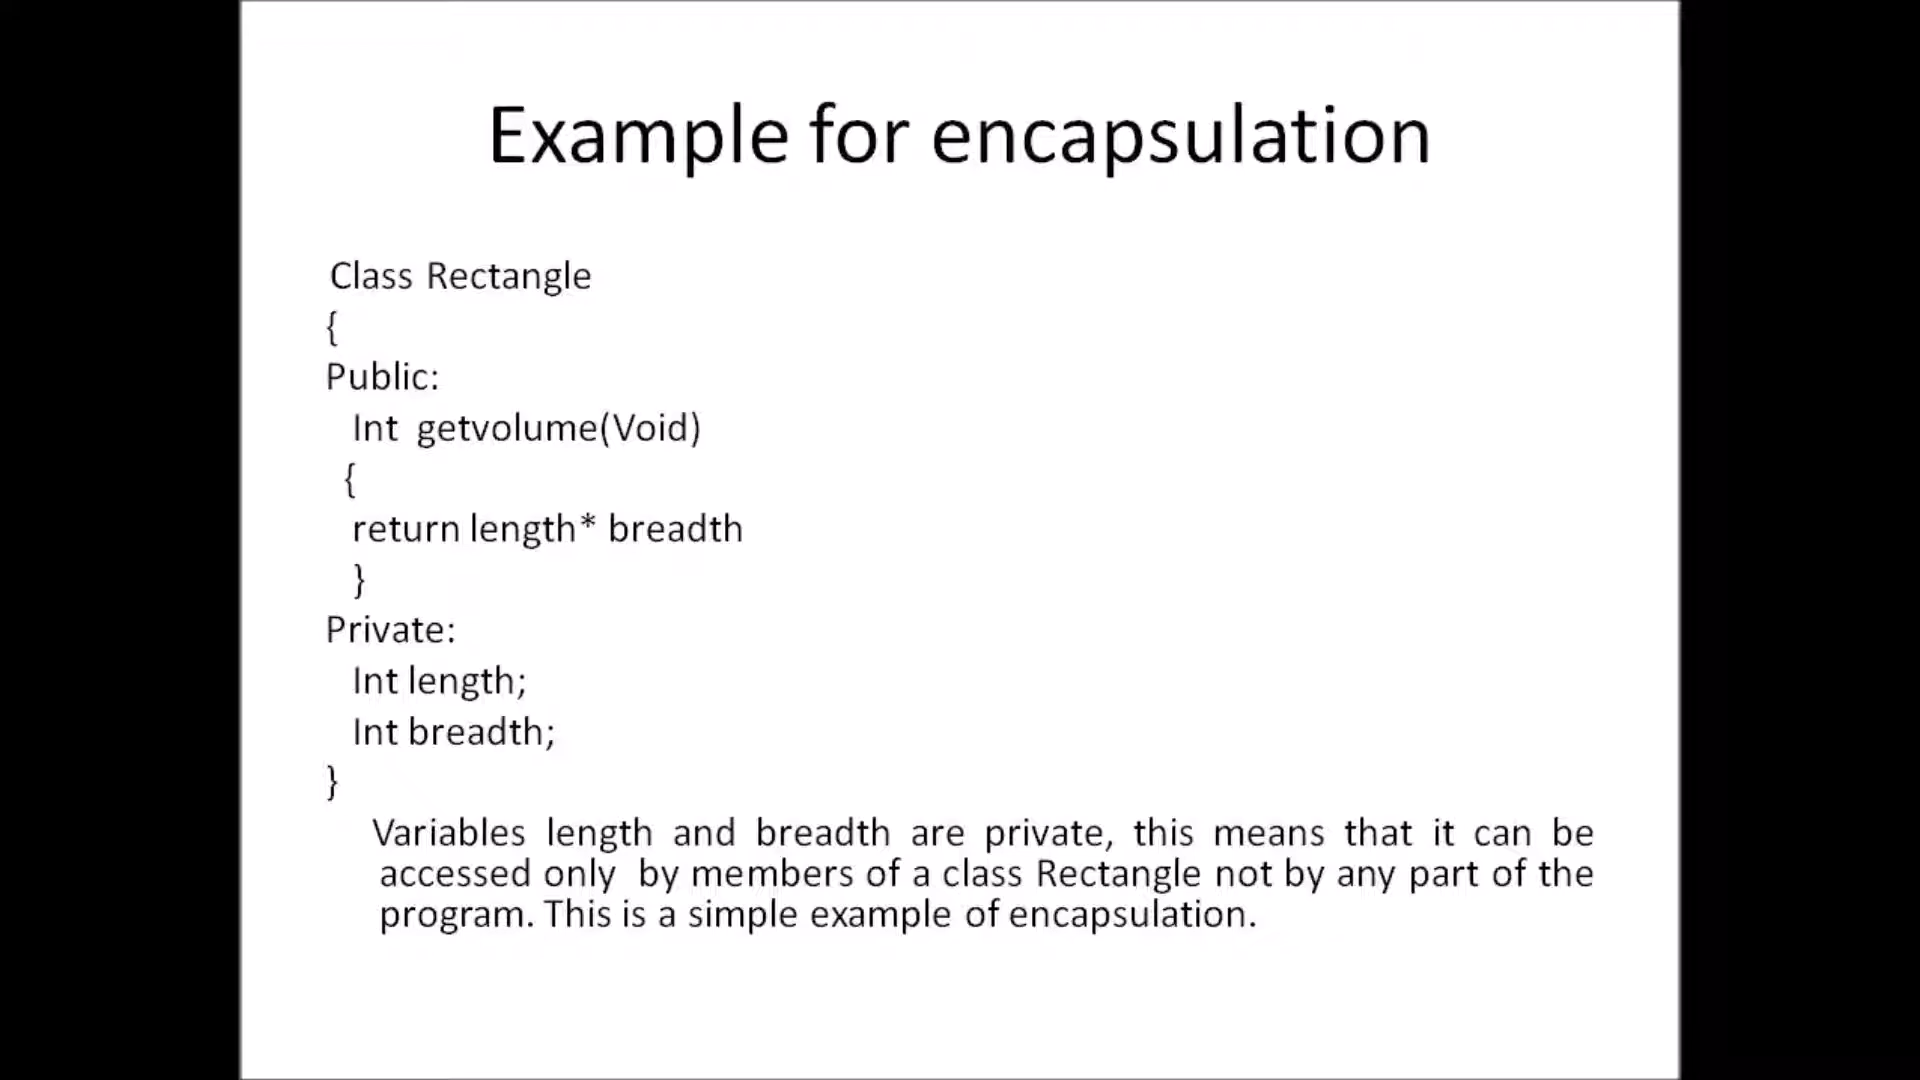 Example for encapsulation
Class Rectangle
{
Public:
Int getvolume(Void)
{
return length* breadth
}
Private:
Int length;
Int breadth;
}
Variables length and breadth are private, this means that it can be
accessed only by members of a class Rectangle not by any part of the
program. This is a simple example of encapsulation.